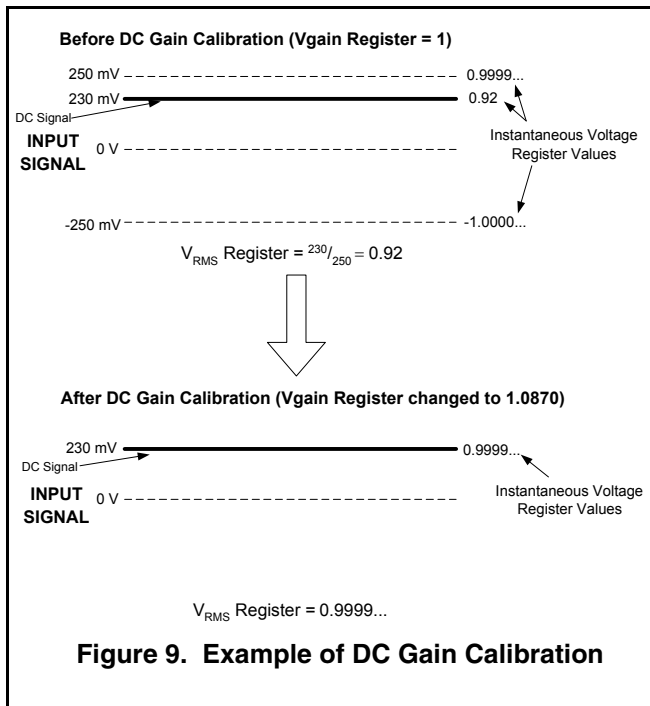 Before DC Gain Calibration (Vgain Register = 1)
250 mV 0.9999...
230 mV 0.92
DC Signal
INPUT SIGNAL
0 V
Instantaneous Voltage Register Values
-250 mV -1.0000...
VRMS Register = 230/250 = 0.92
After DC Gain Calibration (Vgain Register changed to 1.0870)
230 mV 0.9999...
DC Signal
INPUT SIGNAL
0 V
Instantaneous Voltage Register Values
VRMS Register = 0.9999...
Figure 9. Example of DC Gain Calibration